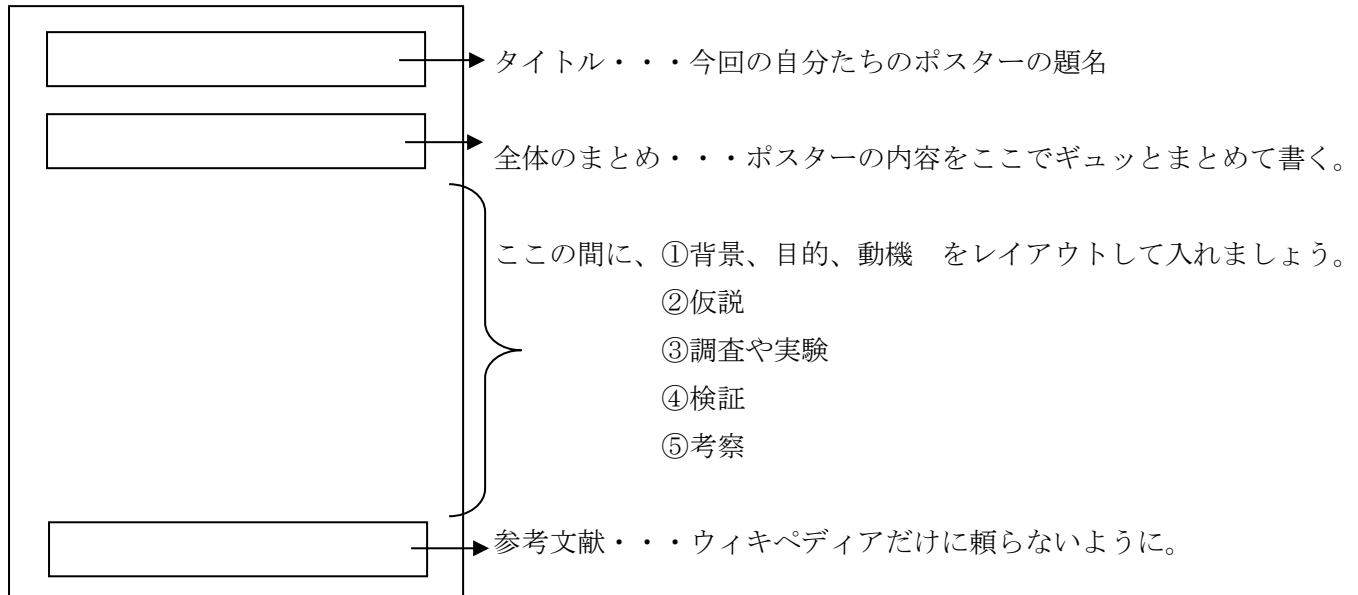 タイトル・・・今回の自分たちのポスターの題名
全体のまとめ・・・ポスターの内容をここでギュッとまとめて書く。
ここの間に、①背景、目的、動機　をレイアウトして入れましょう。
②仮説
③調査や実験
④検証
⑤考察
参考文献・・・ウィキペディアだけに頼らないように。